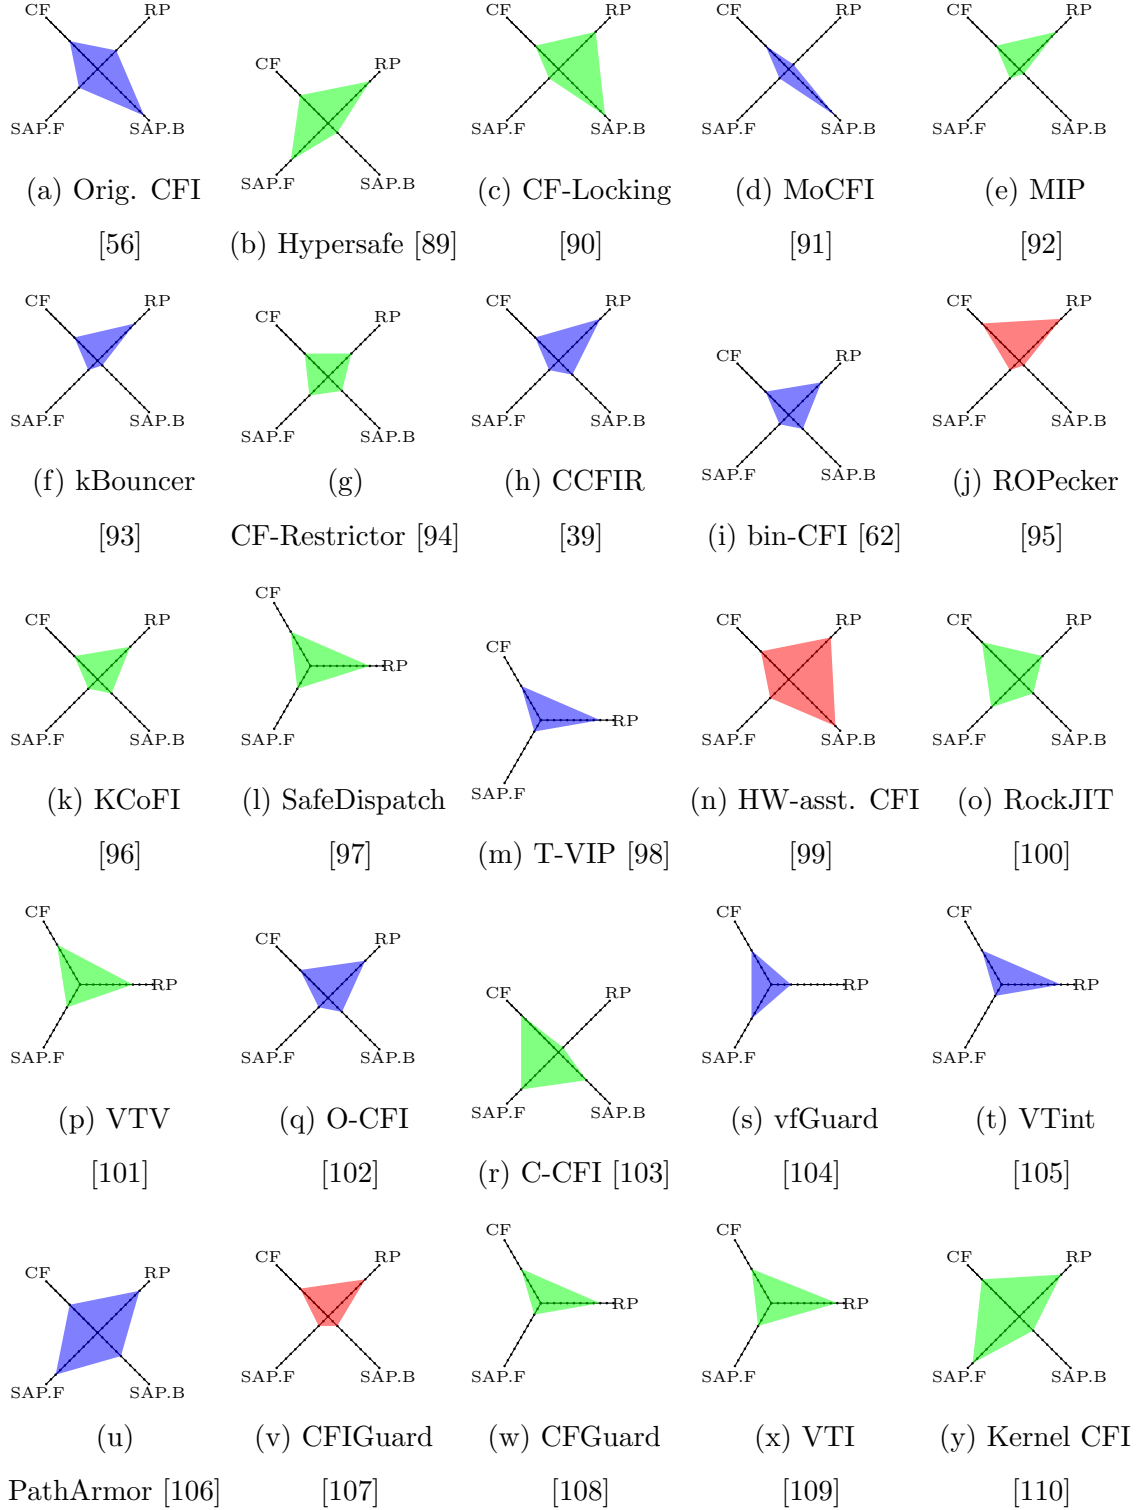 CF RP
SAP.F SAP.B
(a) Orig. CFI
[56]
CF RP
SAP.F SAP.B
(b) Hypersafe [89]
CF RP
SAP.F SAP.B
(c) CF-Locking
[90]
CF RP
SAP.F SAP.B
(d) MoCFI
[91]
CF RP
SAP.F SAP.B
(e) MIP
[92]
CF RP
SAP.F SAP.B
(f) kBouncer
[93]
CF RP
SAP.F SAP.B
(g)
CF-Restrictor [94]
CF RP
SAP.F SAP.B
(h) CCFIR
[39]
CF RP
SAP.F SAP.B
(i) bin-CFI [62]
CF RP
SAP.F SAP.B
(j) ROPecker
[95]
CF RP
SAP.F SAP.B
(k) KCoFI
[96]
CF
RP
SAP.F
(l) SafeDispatch
[97]
CF
RP
SAP.F
(m) T-VIP [98]
CF RP
SAP.F SAP.B
(n) HW-asst. CFI
[99]
CF RP
SAP.F SAP.B
(o) RockJIT
[100]
CF
RP
SAP.F
(p) VTV
[101]
CF RP
SAP.F SAP.B
(q) O-CFI
[102]
CF RP
SAP.F SAP.B
(r) C-CFI [103]
CF
RP
SAP.F
(s) vfGuard
[104]
CF
RP
SAP.F
(t) VTint
[105]
CF RP
SAP.F SAP.B
(u)
PathArmor [106]
CF RP
SAP.F SAP.B
(v) CFIGuard
[107]
CF
RP
SAP.F
(w) CFGuard
[108]
CF
RP
SAP.F
(x) VTI
[109]
CF RP
SAP.F SAP.B
(y) Kernel CFI
[110]